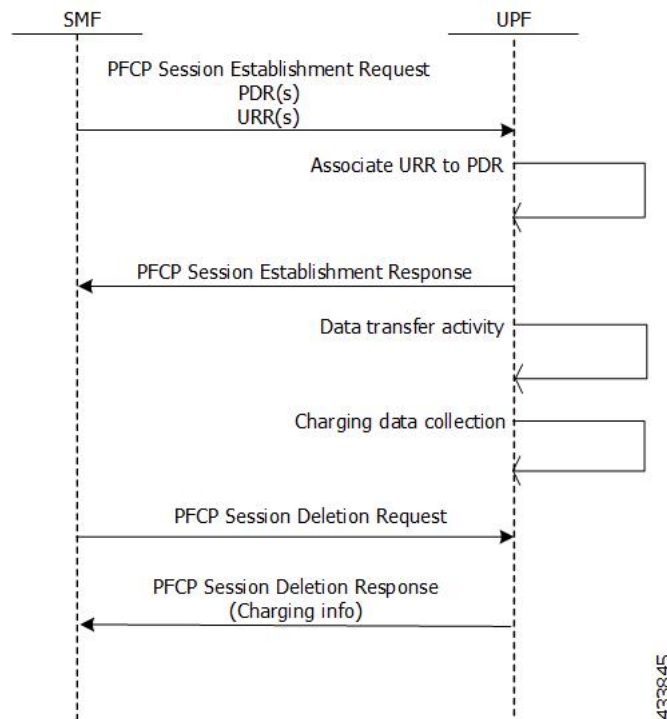 SMF
UPF
PFCP Session Establishment Request
PDR(s)
URR(s)
Associate URR to PDR
PFCP Session Establishment Response
Data transfer activity
Charging data collection
PFCP Session Deletion Request
PFCP Session Deletion Response
(Charging info)
433845